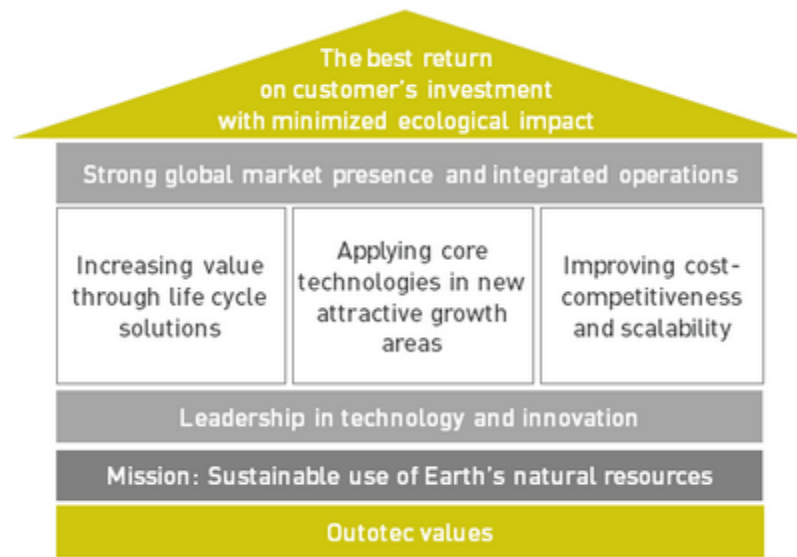 The best return
on customer's investment
with minimized ecological impact
Strong global market presence and integrated operations
Increasing value
through life cycle
solutions
Applying core
technologies in new
attractive growth
areas
Improving cost-
competitiveness
and scalability
Leadership in technology and innovation
Mission: Sustainable use of Earth's natural resources
Outotec values